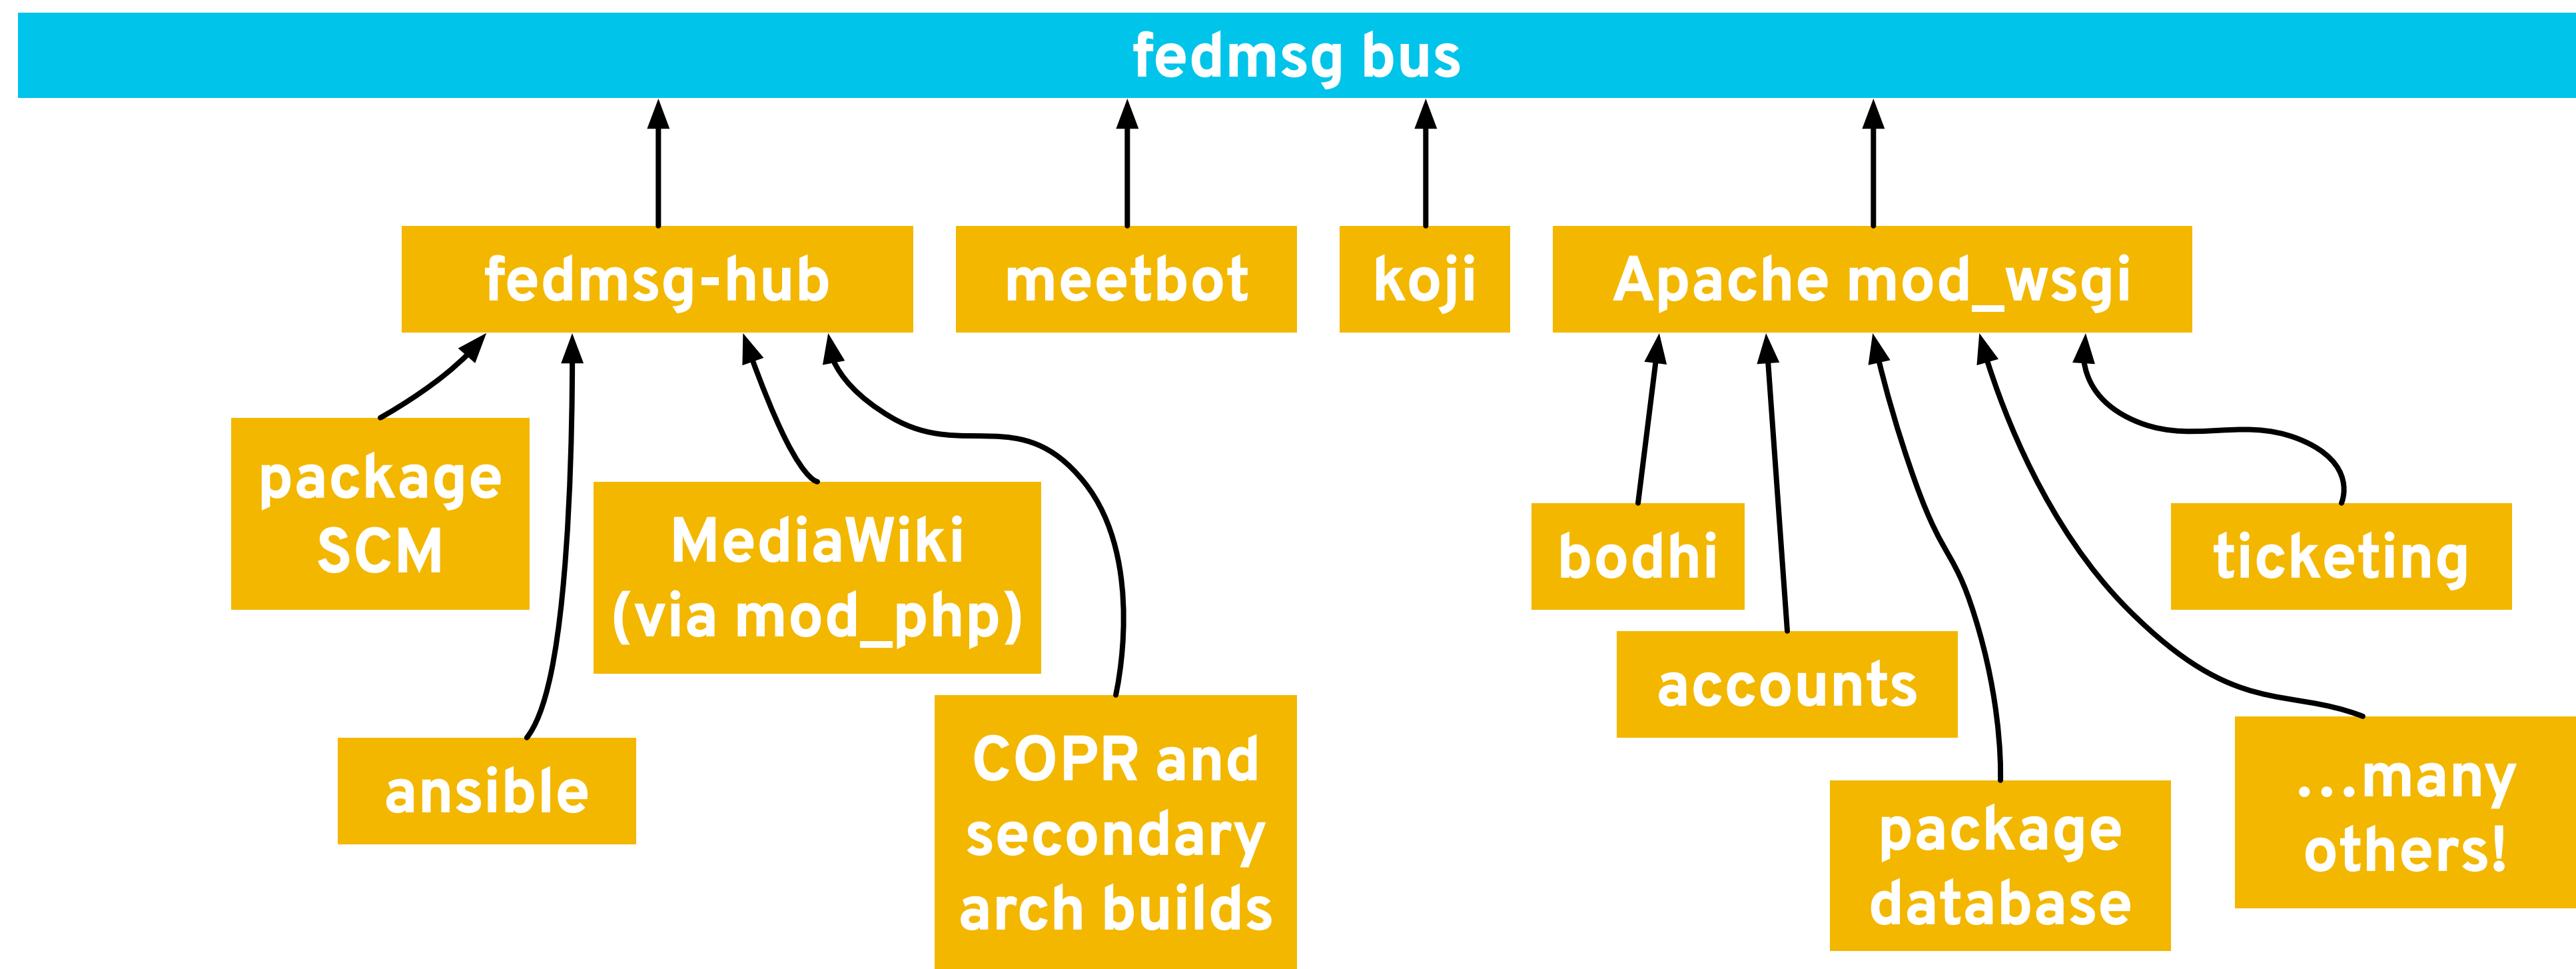 fedmsg bus
fedmsg-hub
meetbot
koji
Apache mod_wsgi
package
SCM
MediaWiki
(via mod_php)
bodhi
ticketing
accounts
ansible
COPR and
secondary
arch builds
package
database
...many
others!